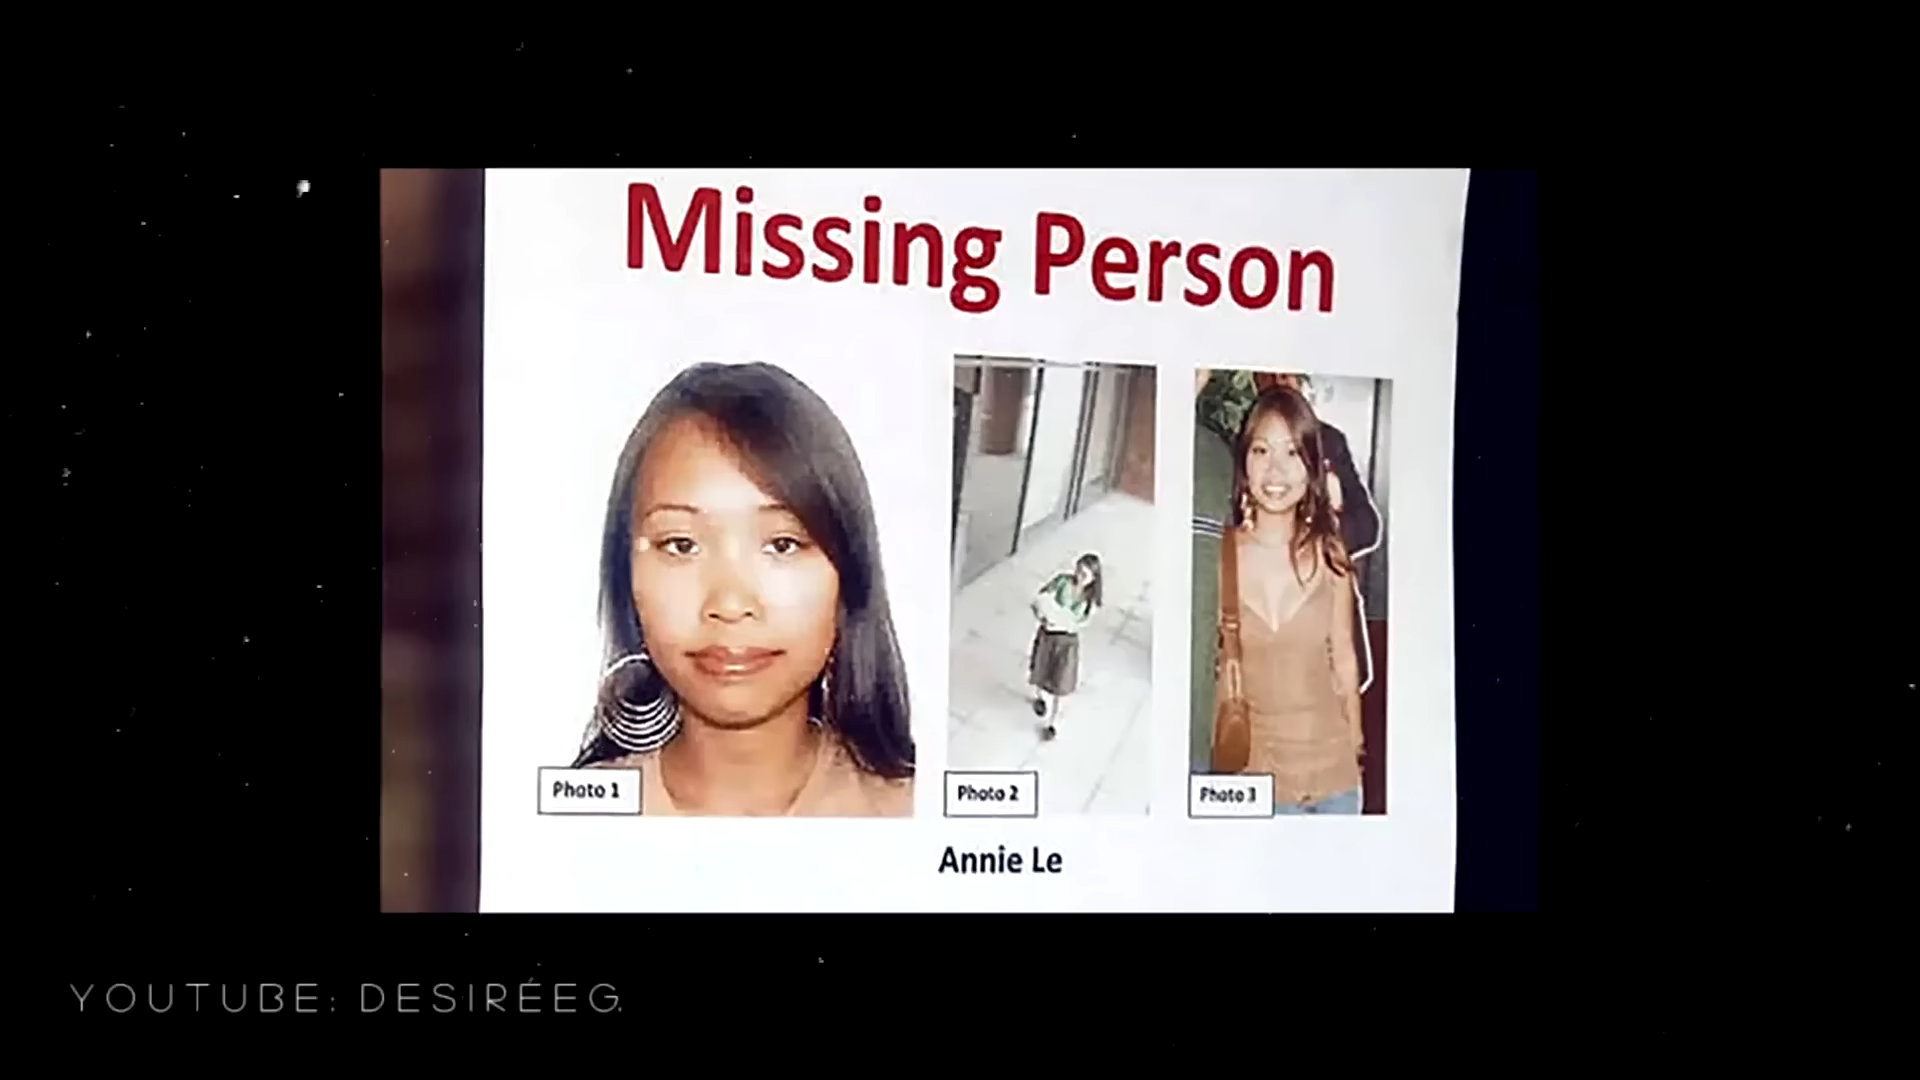 Missing Person
Photo 1
Photo 2
Photo 3
Annie Le
YOUTUBE: DESIRÉEG.